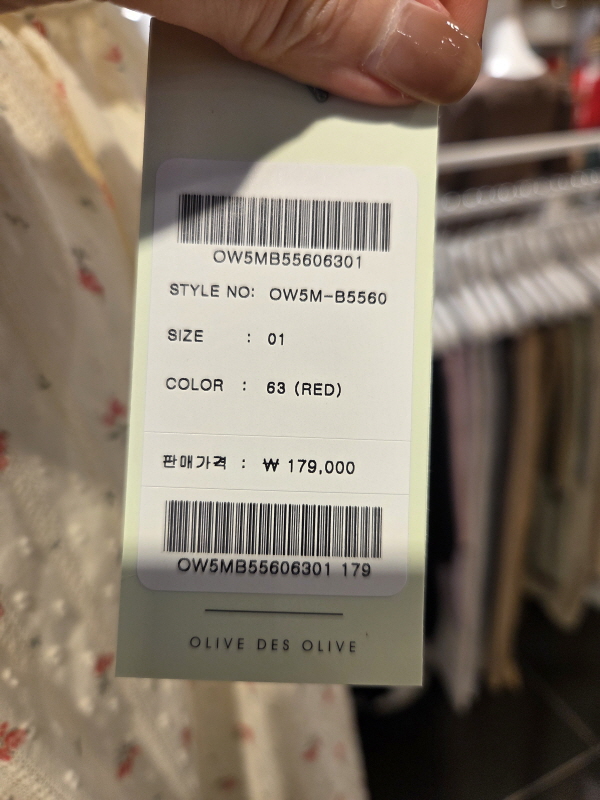 OW5MB55606301
STYLE NO: OW5M-B5560
SIZE : 01
COLOR : 63 (RED)
판매가격 : ₩ 179,000
OW5MB55606301 179
OLIVE DES OLIVE